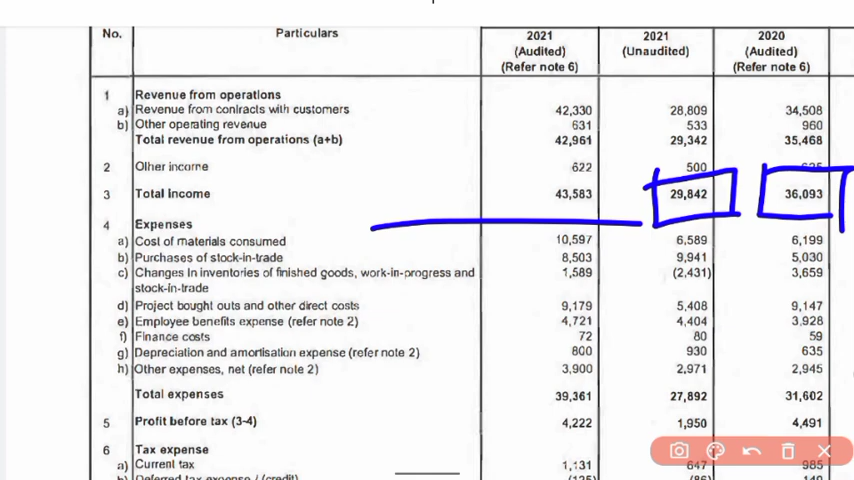 No. Particulars 2021 2021 2020
(Audited) (Unaudited) (Audited)
(Refer note 6) (Refer note 6)
1 Revenue from operations
a) Revenue from contracts with customers 42,330 28,809 34,508
b) Other operating revenue 631 533 960
Total revenue from operations (a+b) 42,961 29,342 35,468
2 Other income 622 500
3 Total income 43,583 29,842 36,093
4 Expenses
a) Cost of materials consumed 10,597 6,589 6,199
b) Purchases of stock-in-trade 8,503 9,941 5,030
c) Changes in inventories of finished goods, work-in-progress and 1,589 (2,431) 3,659
stock-in-trade
d) Project bought outs and other direct costs 9,179 5,408 9,147
e) Employee benefits expense (refer note 2) 4,721 4,404 3,928
f) Finance costs 72 80 59
g) Depreciation and amortisation expense (refer note 2) 800 930 635
h) Other expenses, net (refer note 2) 3,900 2,971 2,945
Total expenses 39,361 27,892 31,602
5 Profit before tax (3-4) 4,222 1,950 4,491
6 Tax expense
a) Current tax 1,131 647 985